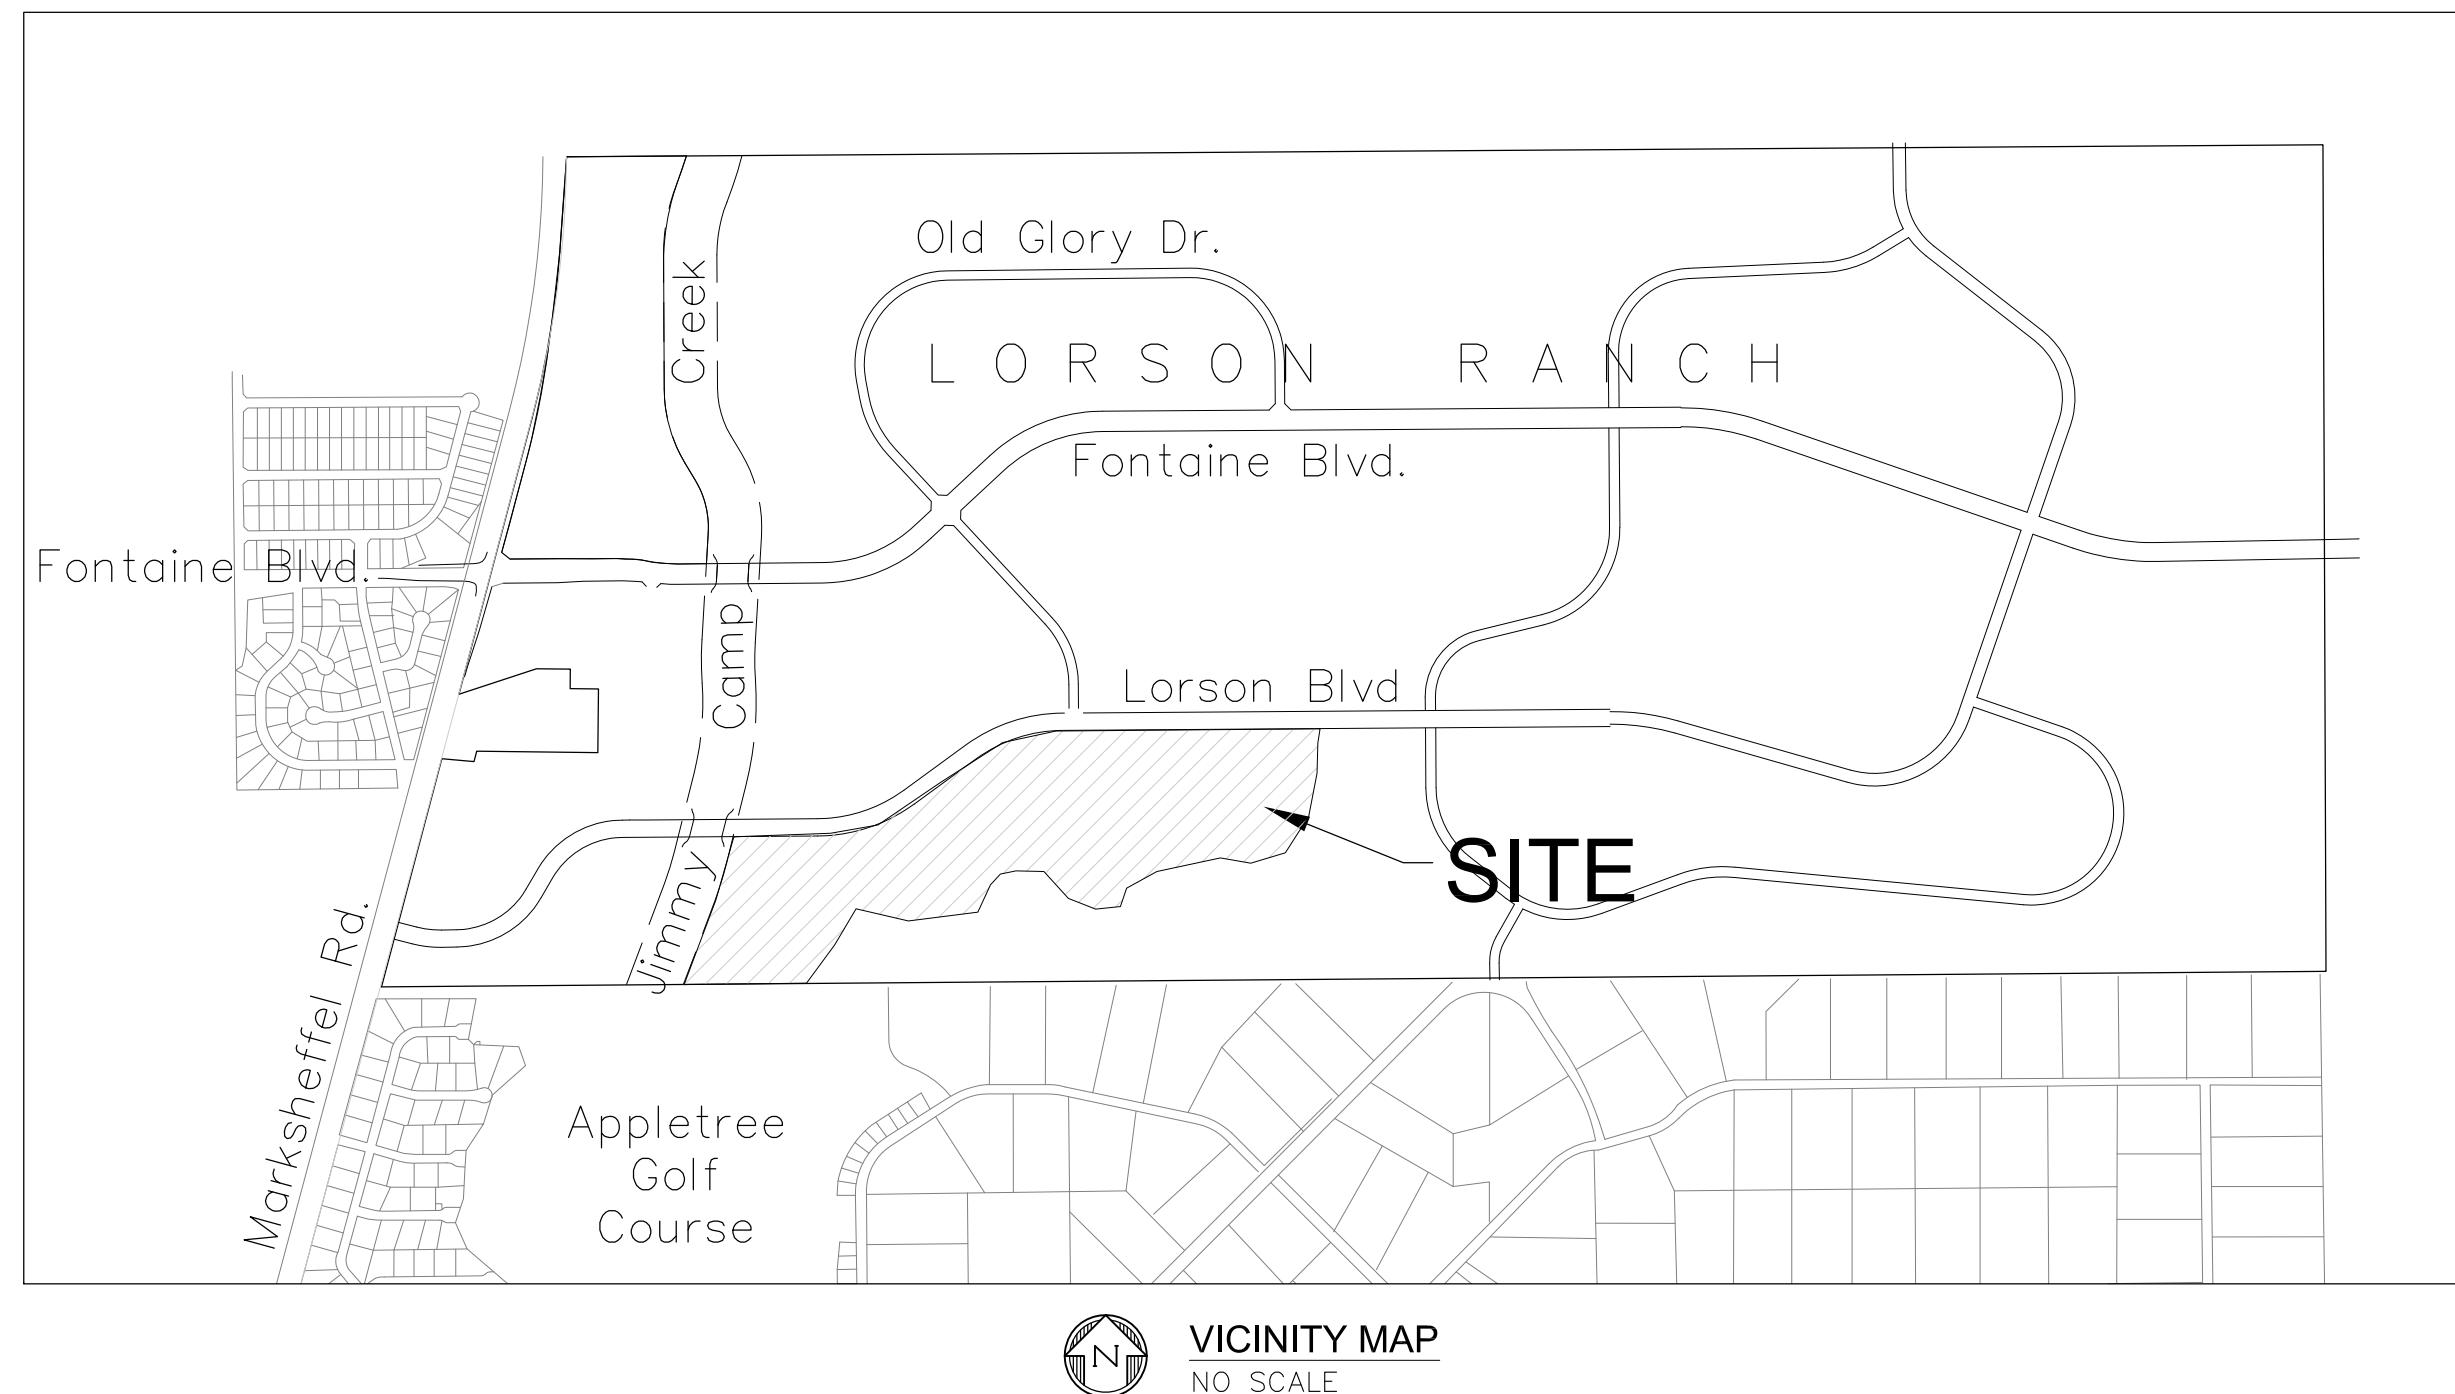 Old Glory Dr.
LORSON RANCH
Fontaine Blvd.
Fontaine Blvd.
Lorson Blvd
Jimmy Camp Creek
SITE
Marksheffel Rd.
Appletree
Golf
Course
N
VICINITY MAP
NO SCALE